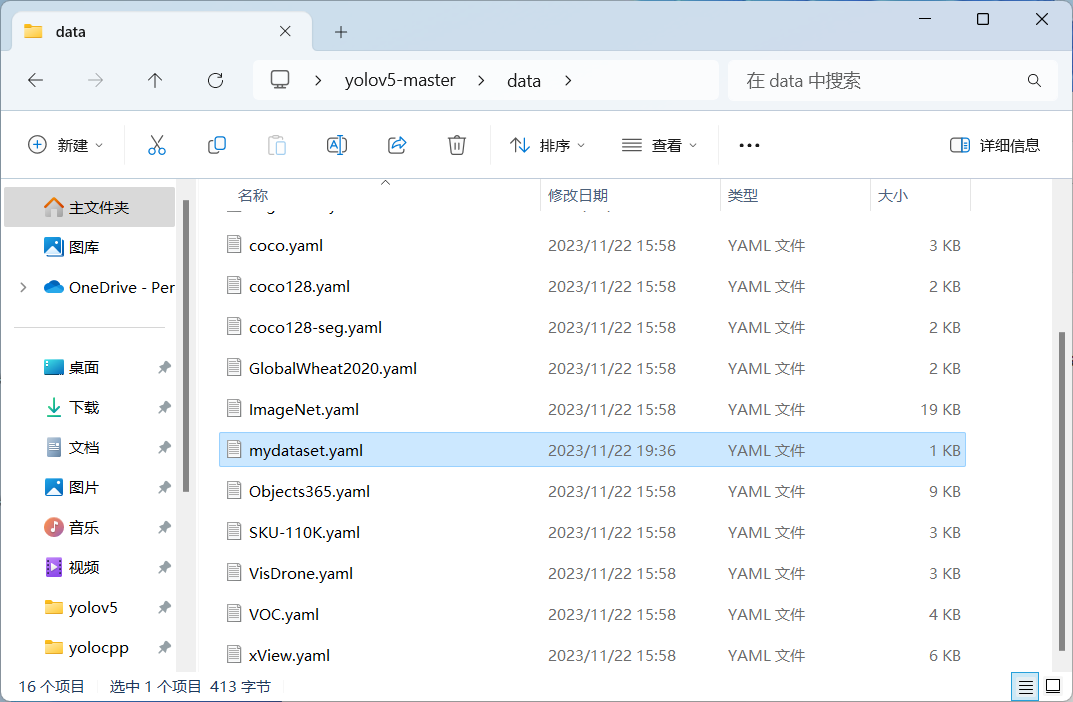 data
yolov5-master data
在 data 中搜索
新建 排序 查看 详细信息
名称 修改日期 类型 大小
主文件夹
图库
OneDrive - Per
桌面
下载
文档
图片
音乐
视频
yolov5
yolocpp
coco.yaml 2023/11/22 15:58 YAML 文件 3 KB
coco128.yaml 2023/11/22 15:58 YAML 文件 2 KB
coco128-seg.yaml 2023/11/22 15:58 YAML 文件 2 KB
GlobalWheat2020.yaml 2023/11/22 15:58 YAML 文件 2 KB
ImageNet.yaml 2023/11/22 15:58 YAML 文件 19 KB
mydataset.yaml 2023/11/22 19:36 YAML 文件 1 KB
Objects365.yaml 2023/11/22 15:58 YAML 文件 9 KB
SKU-110K.yaml 2023/11/22 15:58 YAML 文件 3 KB
VisDrone.yaml 2023/11/22 15:58 YAML 文件 3 KB
VOC.yaml 2023/11/22 15:58 YAML 文件 4 KB
xView.yaml 2023/11/22 15:58 YAML 文件 6 KB
16 个项目 选中 1 个项目 413 字节